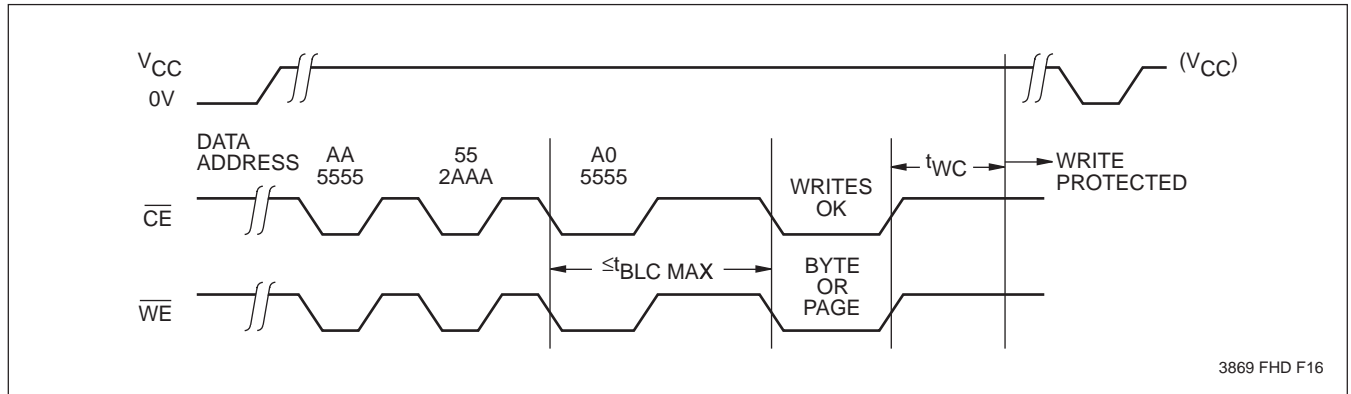 VCC
(VCC)
0V
DATA
ADDRESS
AA
5555
55
2AAA
A0
5555
WRITES
OK
tWC
WRITE
PROTECTED
CE
≤tBLC MAX
BYTE
OR
PAGE
WE
3869 FHD F16